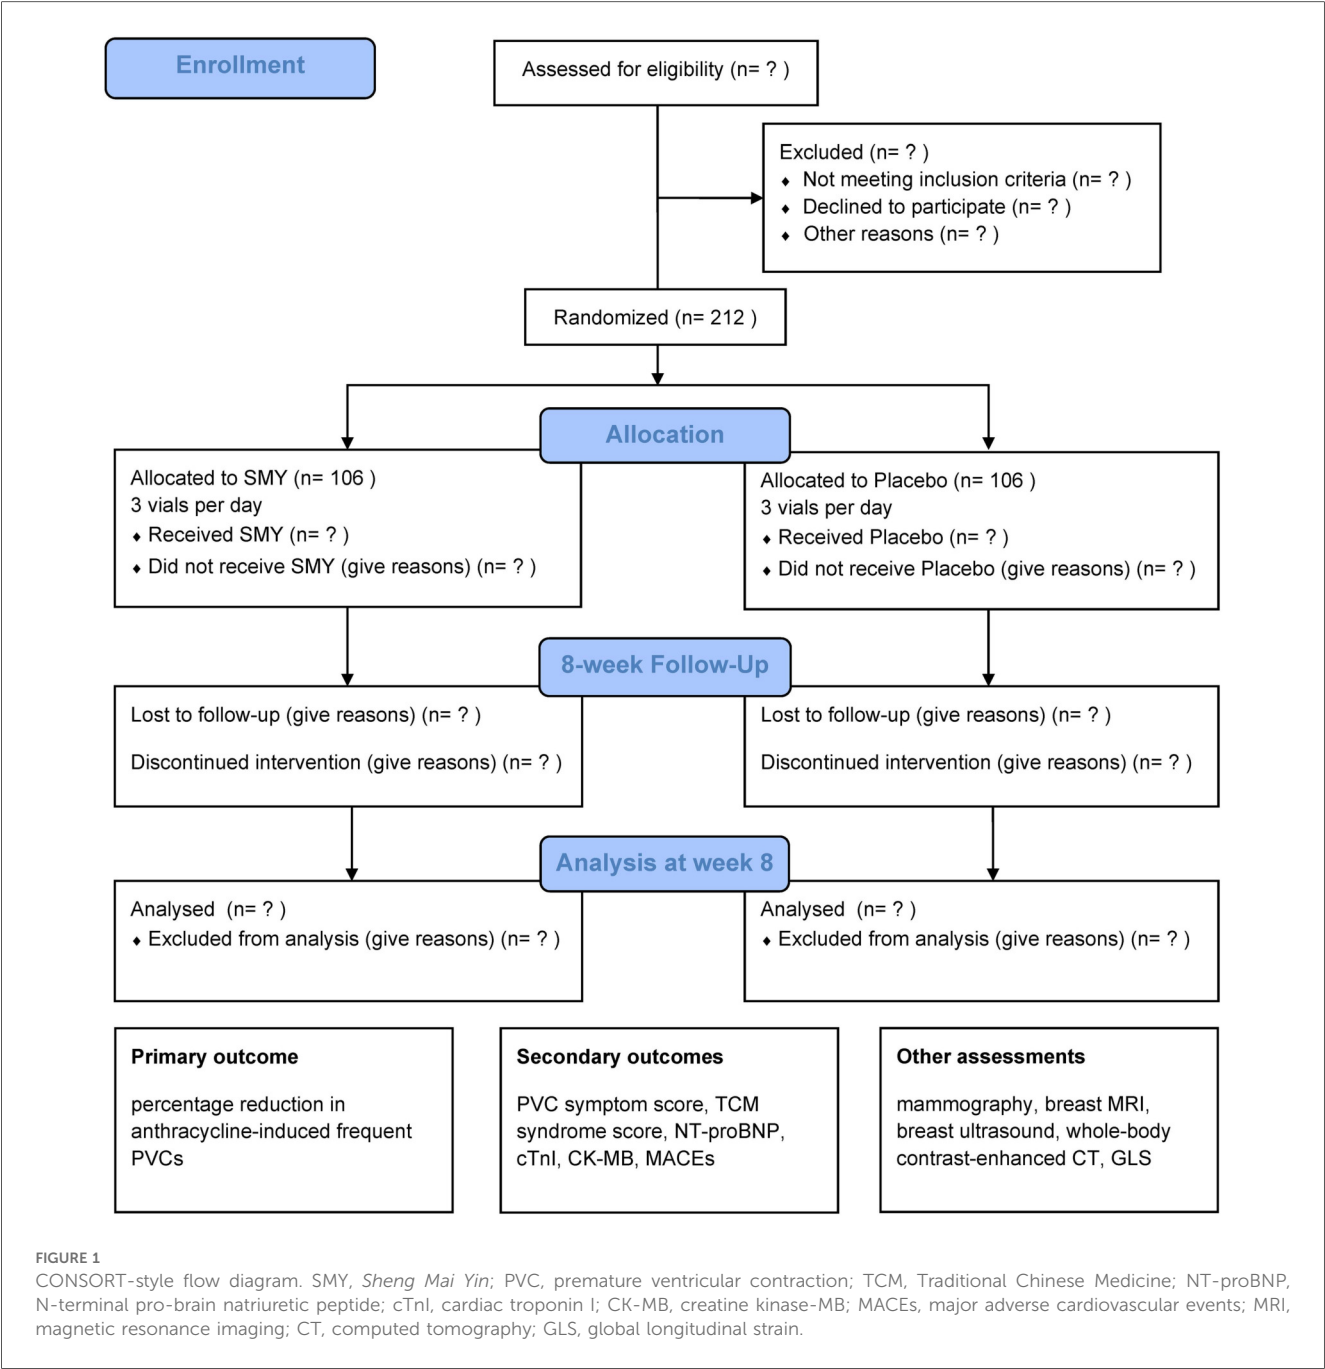 Enrollment
Assessed for eligibility (n= ? )
Excluded (n= ? )
♦ Not meeting inclusion criteria (n= ? )
♦ Declined to participate (n= ? )
♦ Other reasons (n= ? )
Randomized (n= 212 )
Allocation
Allocated to SMY (n= 106 )
3 vials per day
♦ Received SMY (n= ? )
♦ Did not receive SMY (give reasons) (n= ? )
Allocated to Placebo (n= 106 )
3 vials per day
♦ Received Placebo (n= ? )
♦ Did not receive Placebo (give reasons) (n= ? )
8-week Follow-Up
Lost to follow-up (give reasons) (n= ? )
Discontinued intervention (give reasons) (n= ? )
Lost to follow-up (give reasons) (n= ? )
Discontinued intervention (give reasons) (n= ? )
Analysis at week 8
Analysed  (n= ? )
♦ Excluded from analysis (give reasons) (n= ? )
Analysed  (n= ? )
♦ Excluded from analysis (give reasons) (n= ? )
Primary outcome
percentage reduction in
anthracycline-induced frequent
PVCs
Secondary outcomes
PVC symptom score, TCM
syndrome score, NT-proBNP,
cTnI, CK-MB, MACEs
Other assessments
mammography, breast MRI,
breast ultrasound, whole-body
contrast-enhanced CT, GLS
FIGURE 1
CONSORT-style flow diagram. SMY, Sheng Mai Yin; PVC, premature ventricular contraction; TCM, Traditional Chinese Medicine; NT-proBNP,
N-terminal pro-brain natriuretic peptide; cTnI, cardiac troponin I; CK-MB, creatine kinase-MB; MACEs, major adverse cardiovascular events; MRI,
magnetic resonance imaging; CT, computed tomography; GLS, global longitudinal strain.